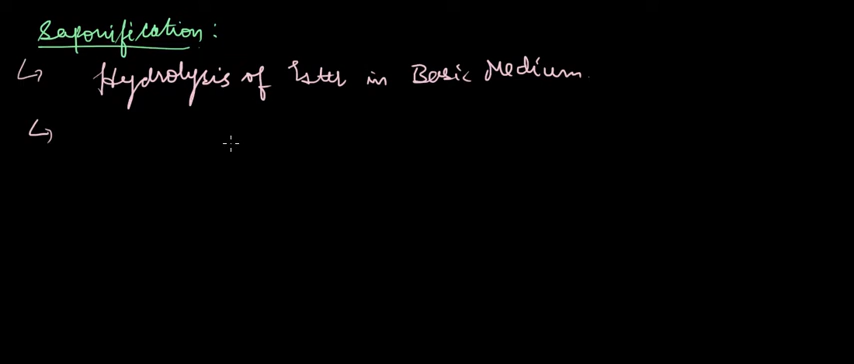 Saponification :
↳ Hydrolysis of Ester in Basic Medium.
↳